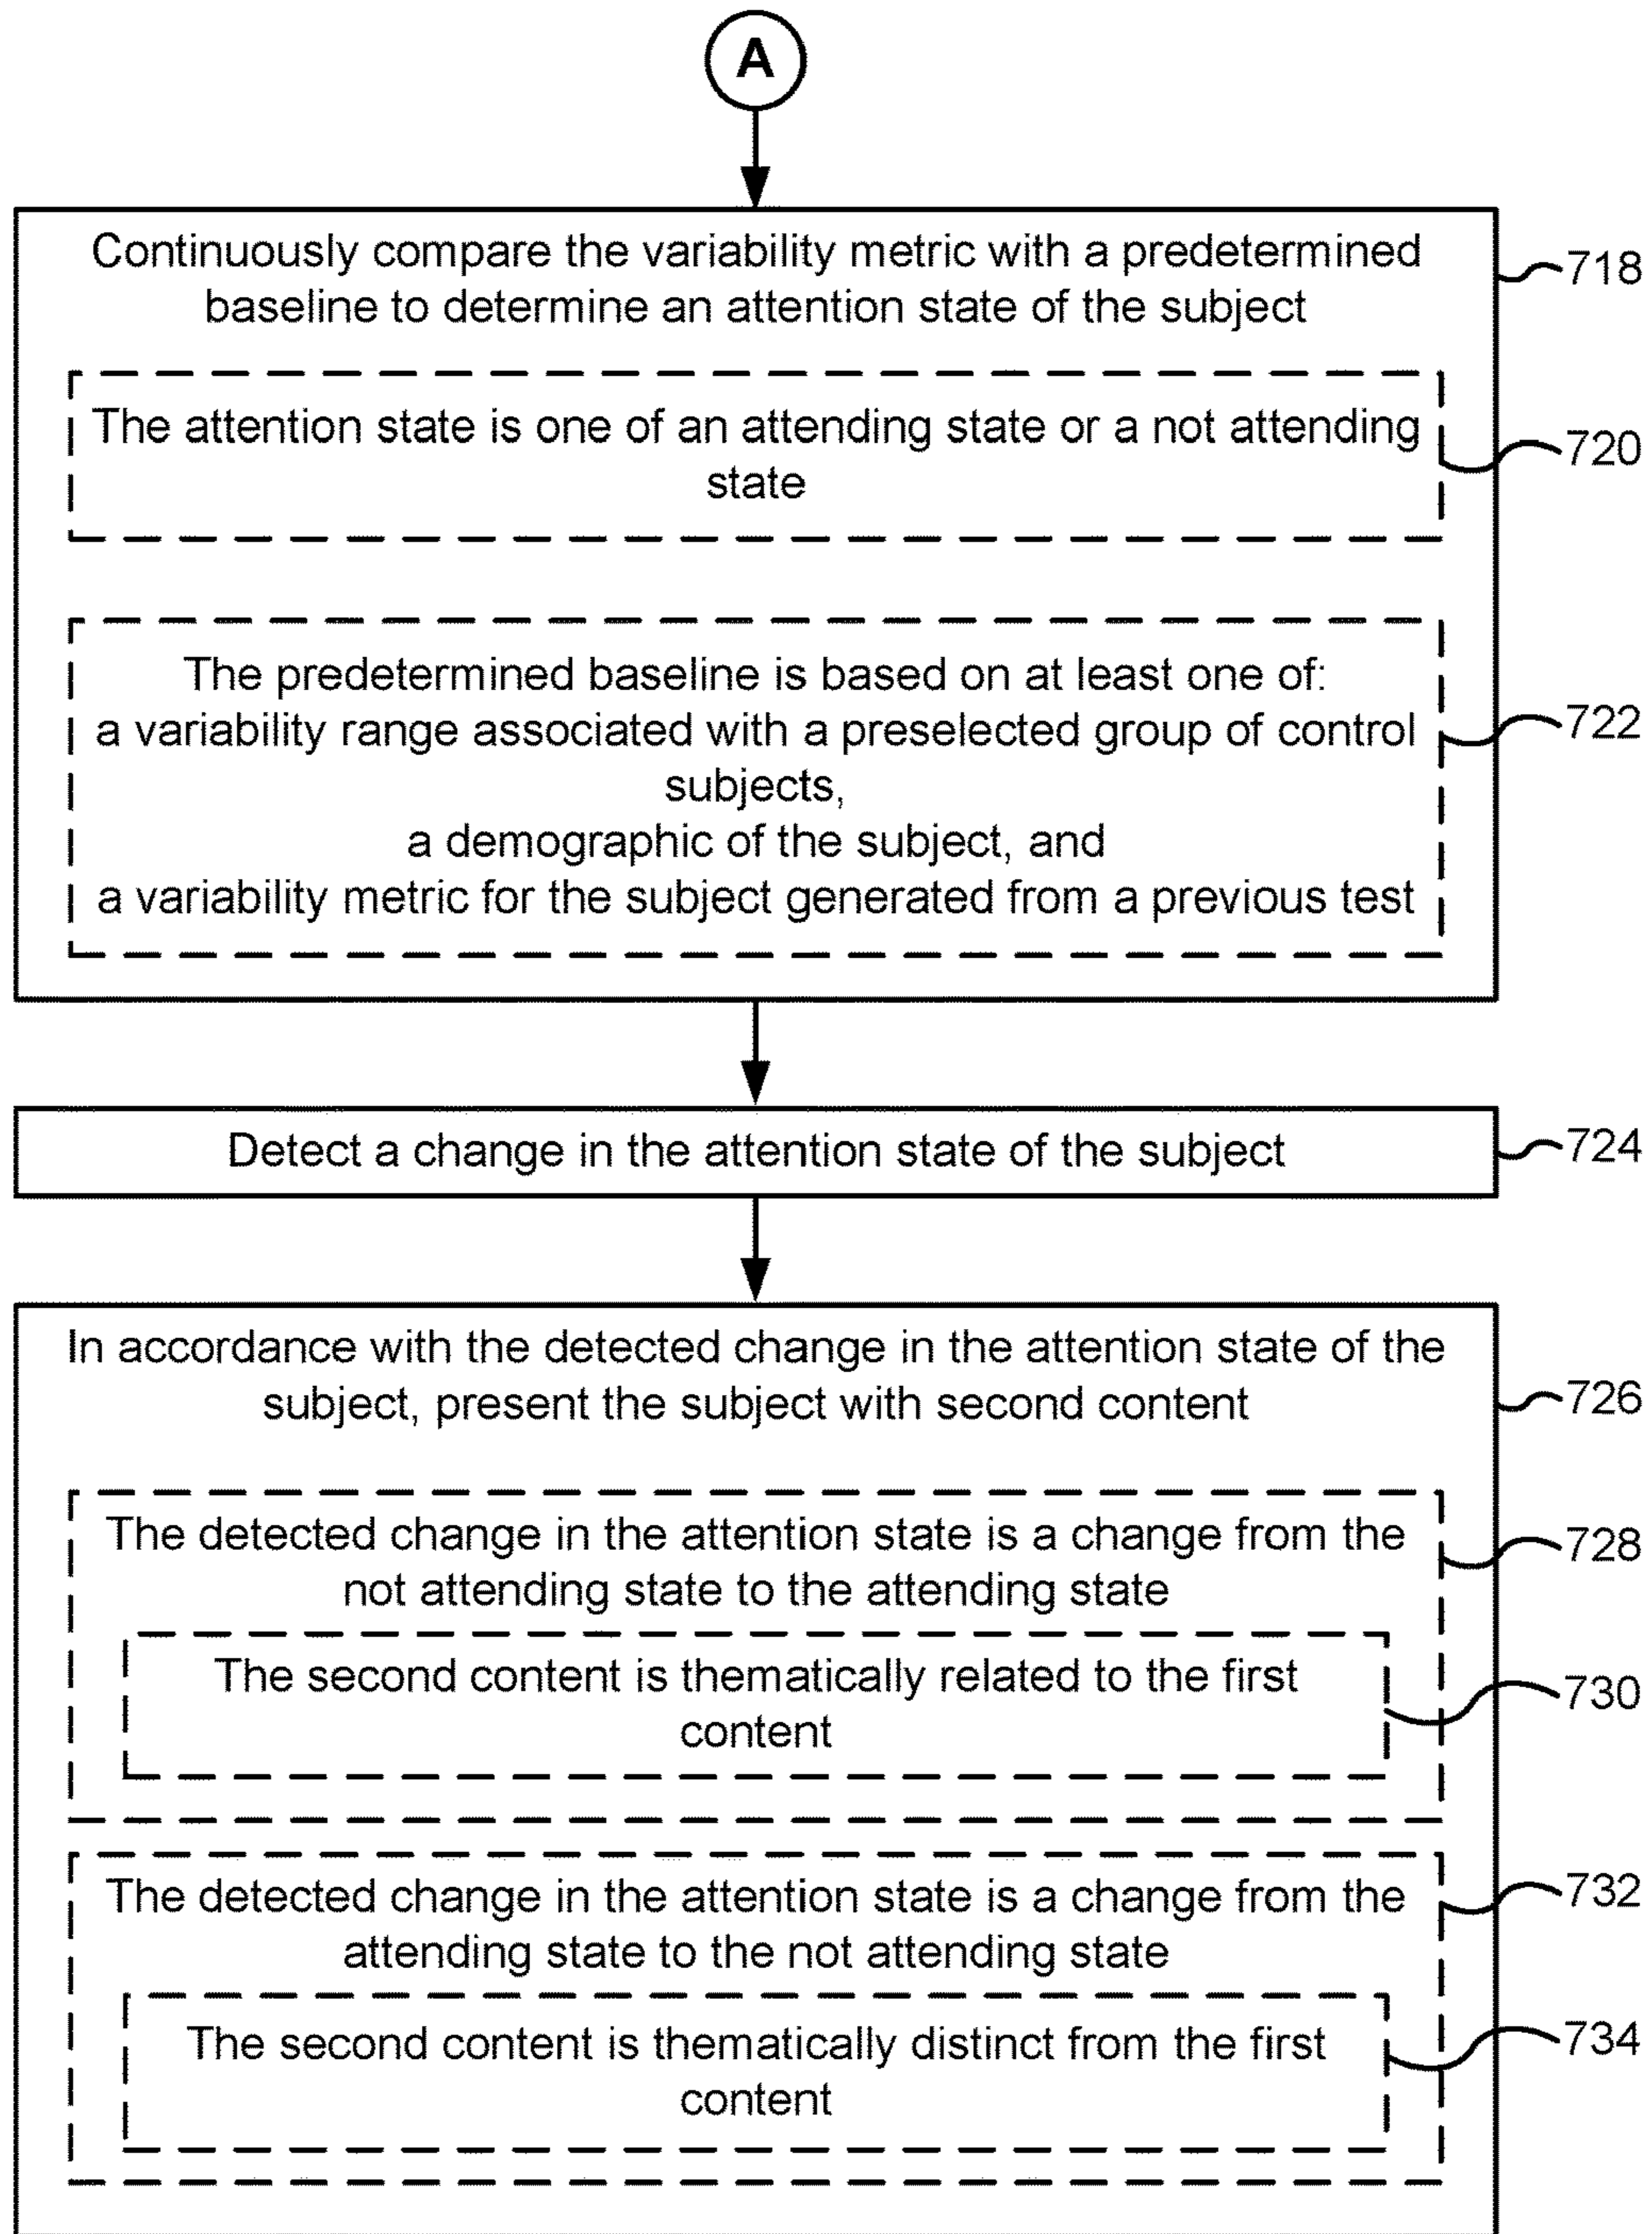 A
Continuously compare the variability metric with a predetermined
baseline to determine an attention state of the subject
718
The attention state is one of an attending state or a not attending
state
720
The predetermined baseline is based on at least one of:
a variability range associated with a preselected group of control
subjects,
a demographic of the subject, and
a variability metric for the subject generated from a previous test
722
Detect a change in the attention state of the subject
724
In accordance with the detected change in the attention state of the
subject, present the subject with second content
726
The detected change in the attention state is a change from the
not attending state to the attending state
728
The second content is thematically related to the first
content
730
The detected change in the attention state is a change from the
attending state to the not attending state
732
The second content is thematically distinct from the first
content
734